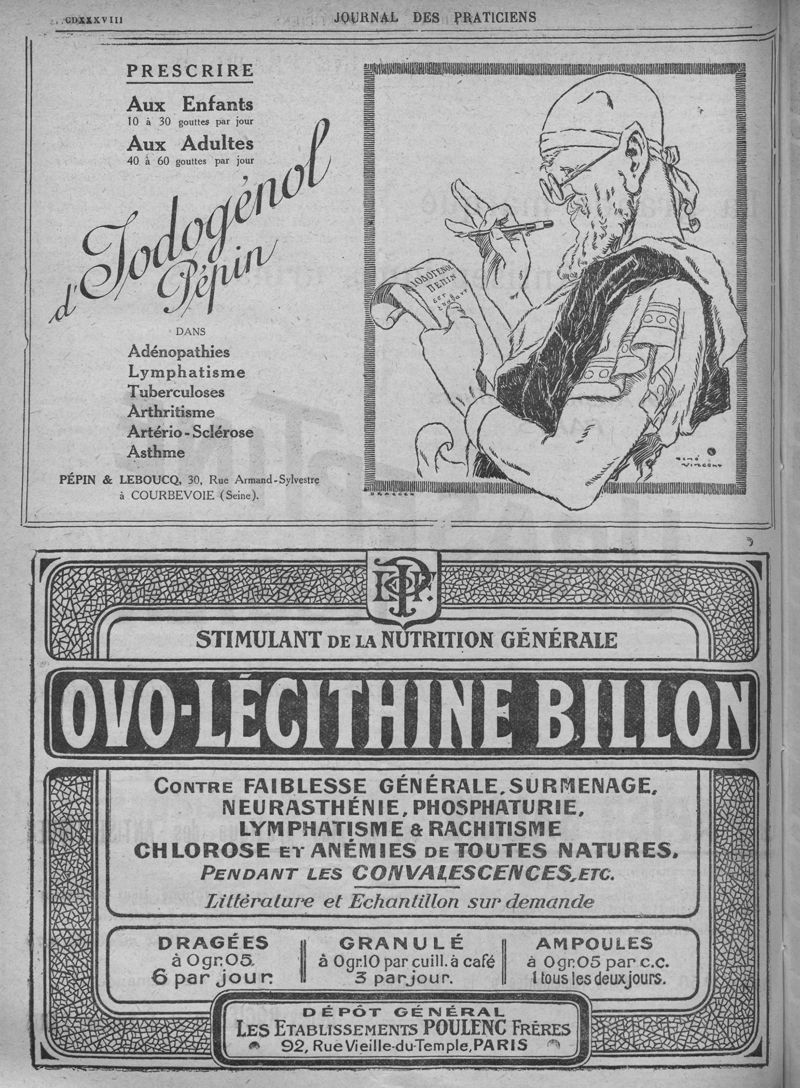 CDXXXVIII
JOURNAL DES PRATICIENS
PRESCRIRE
Aux Enfants
10 à 30 gouttes par jour
Aux Adultes
40 à 60 gouttes par jour
d'Iodogénol
Pépin
DANS
Adénopathies
Lymphatisme
Tuberculoses
Arthritisme
Artério-Sclérose
Asthme
PÉPIN & LEBOUCQ, 30, Rue Armand-Sylvestre
à COURBEVOIE (Seine).
DRAEGER
RENÉ
VINCENT
STIMULANT DE LA NUTRITION GÉNÉRALE
OVO-LÉCITHINE BILLON
CONTRE FAIBLESSE GÉNÉRALE, SURMENAGE,
NEURASTHÉNIE, PHOSPHATURIE,
LYMPHATISME & RACHITISME
CHLOROSE ET ANÉMIES DE TOUTES NATURES.
PENDANT LES CONVALESCENCES, ETC.
Littérature et Echantillon sur demande
DRAGÉES
à 0gr.05.
6 par jour.
GRANULÉ
à 0gr.10 par cuill. à café
3 par jour.
AMPOULES
à 0gr.05 par c.c.
1 tous les deux jours.
DÉPÔT GÉNÉRAL
LES ETABLISSEMENTS POULENC FRÈRES
92, Rue Vieille-du-Temple, PARIS